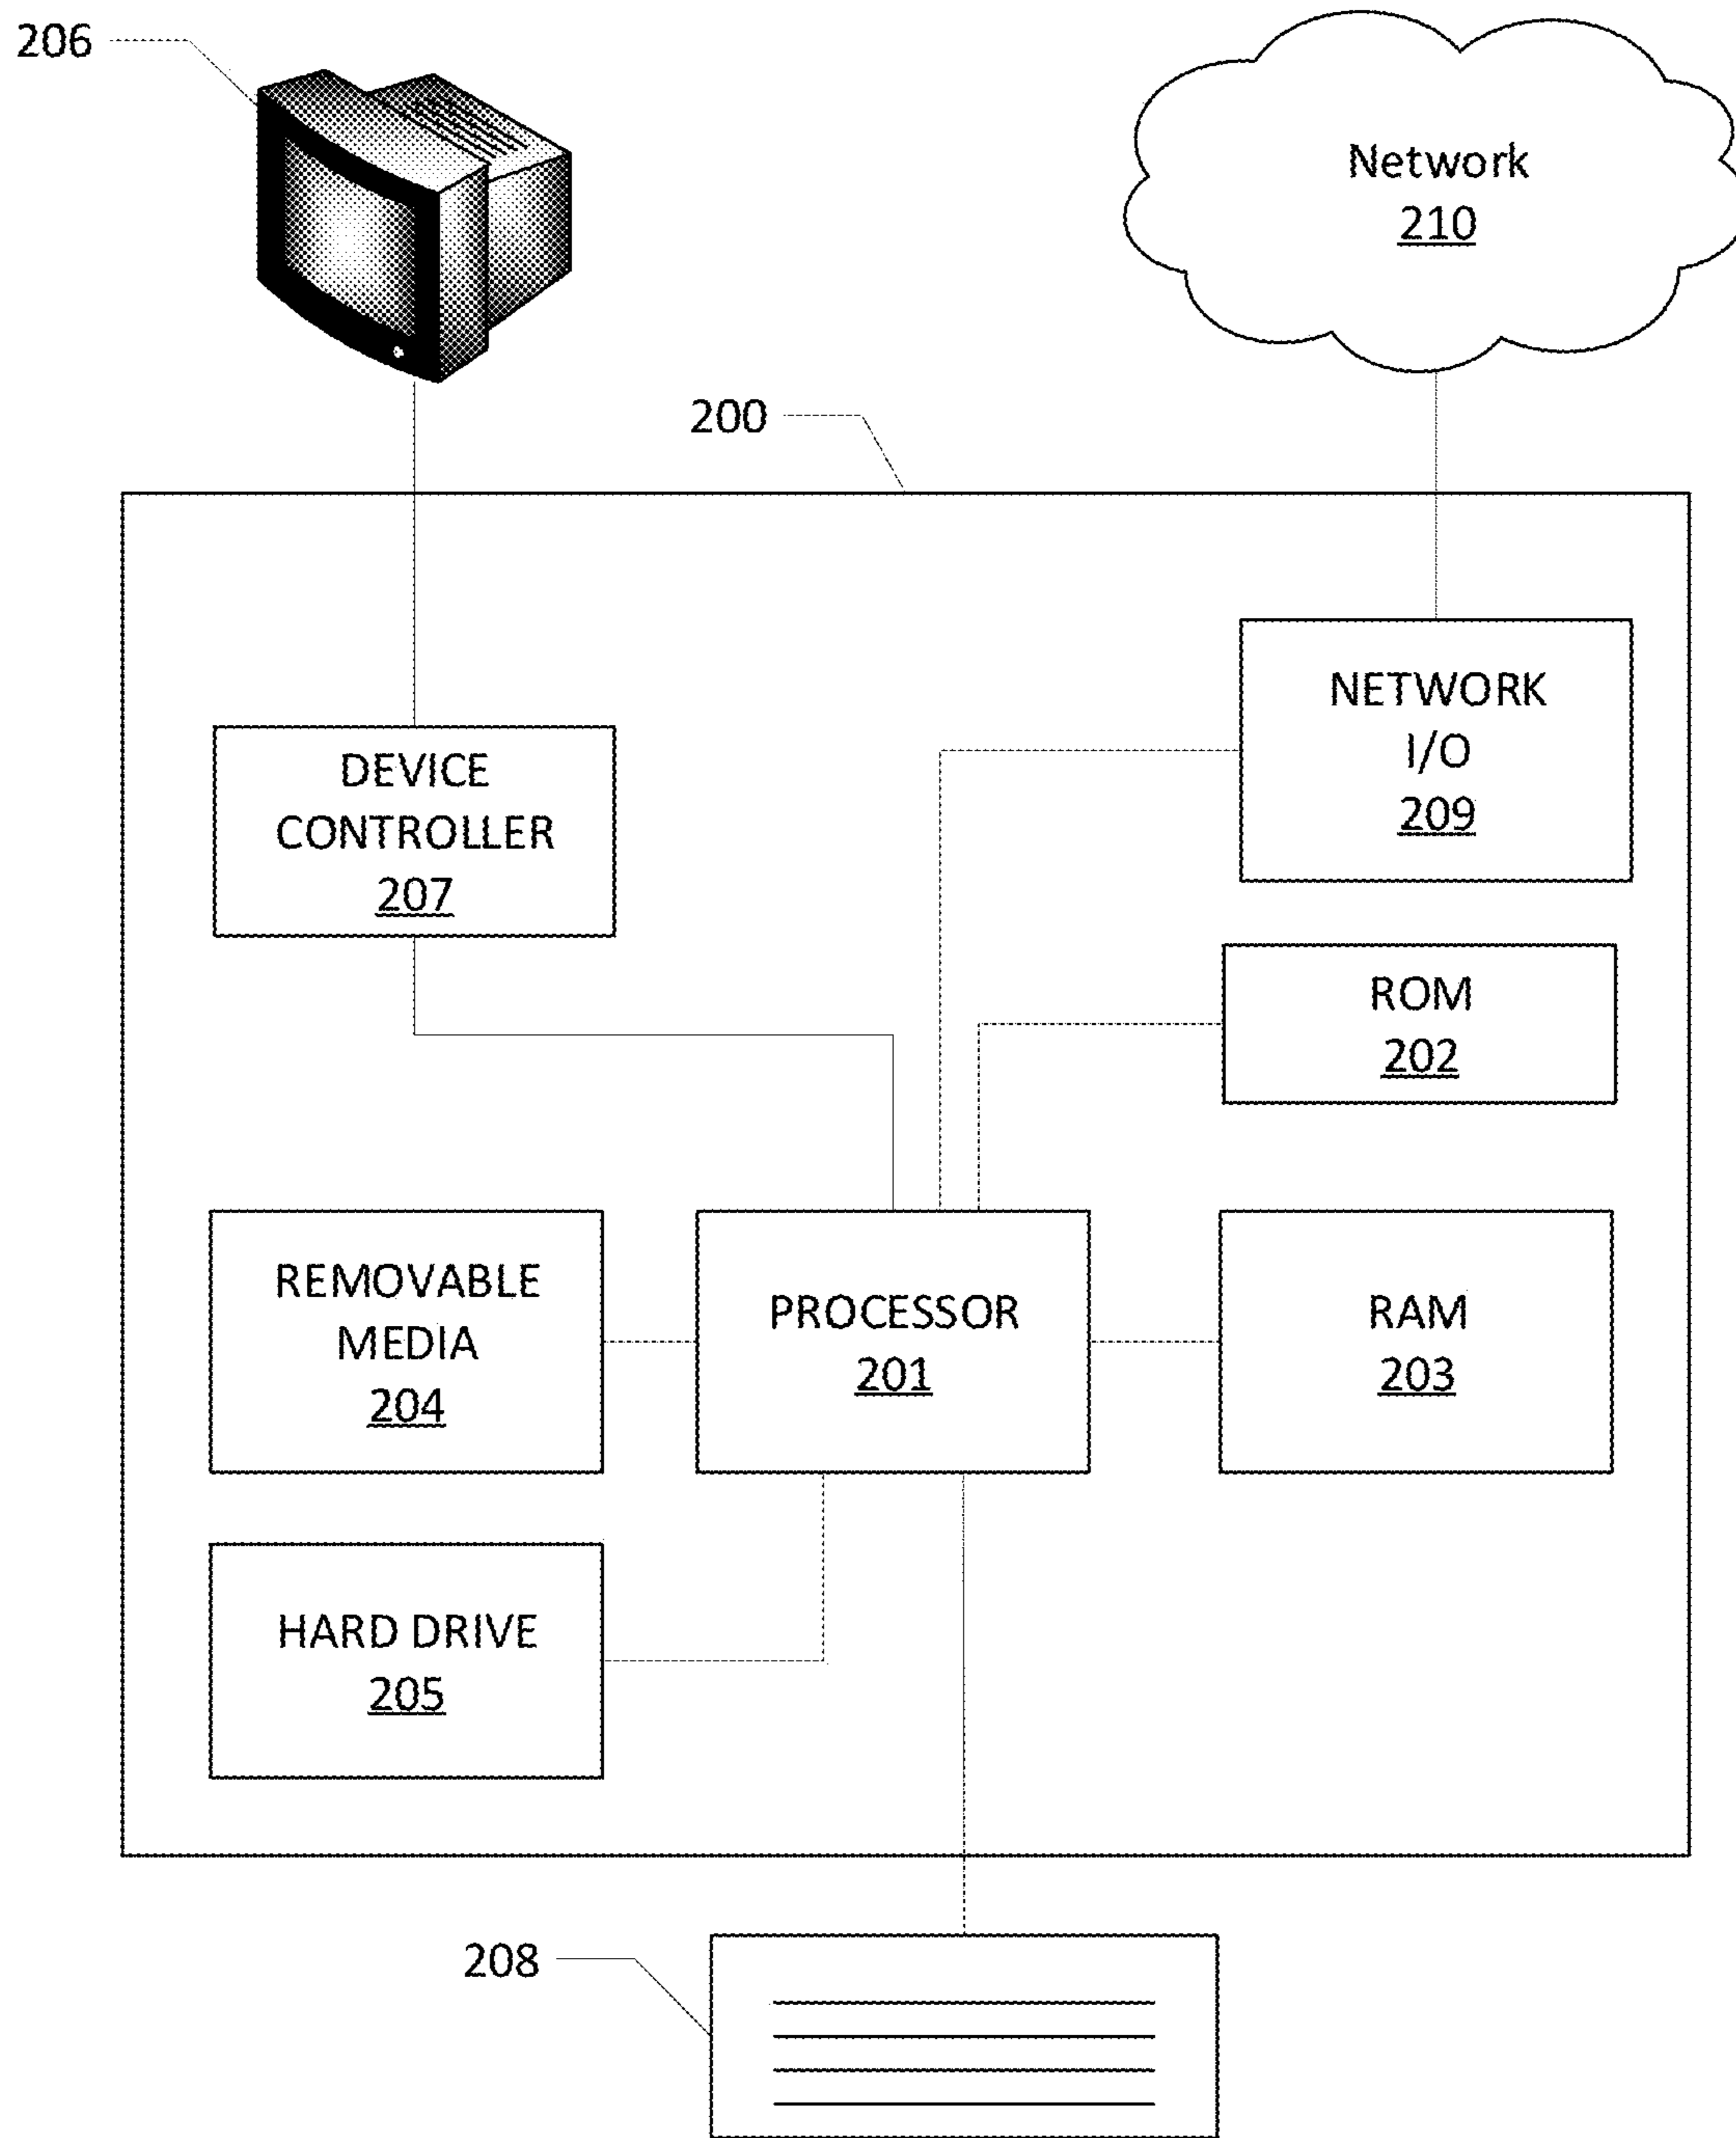 206
Network
210
200
NETWORK
I/O
209
DEVICE
CONTROLLER
207
ROM
202
REMOVABLE
MEDIA
204
PROCESSOR
201
RAM
203
HARD DRIVE
205
208